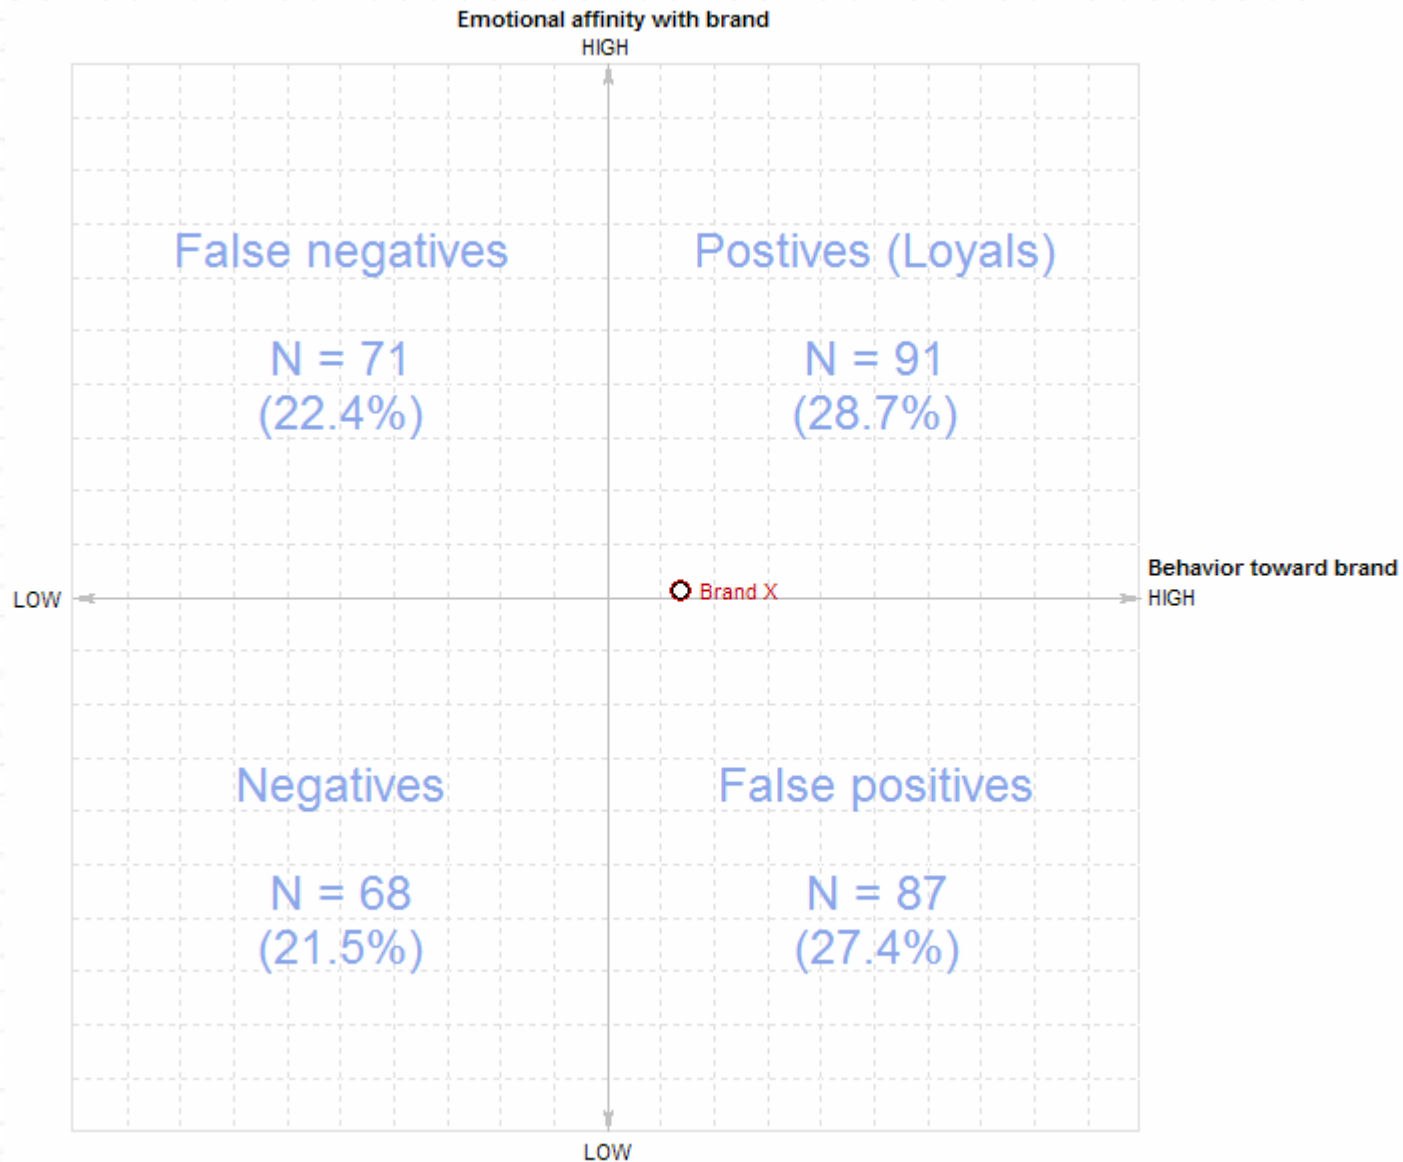 Emotional affinity with brand
HIGH
False negatives
Postives (Loyals)
N = 71
(22.4%)
N = 91
(28.7%)
Behavior toward brand
LOW
Brand X
HIGH
Negatives
False positives
N = 68
(21.5%)
N = 87
(27.4%)
LOW